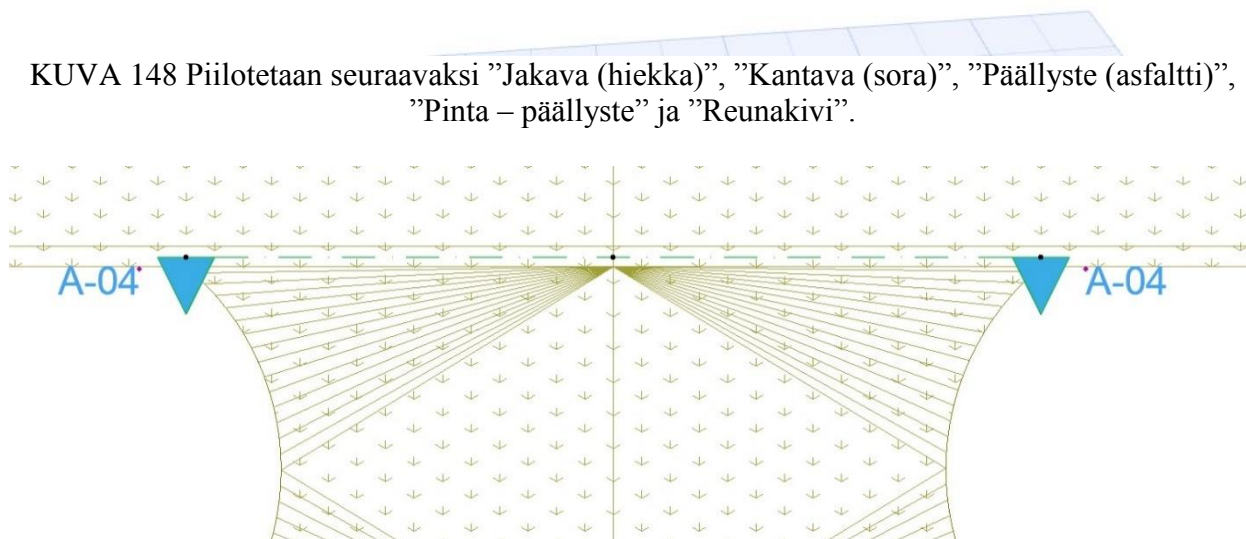 KUVA 148 Piilotetaan seuraavaksi ”Jakava (hiekka)”, ”Kantava (sora)”, ”Päällyste (asfaltti)”,
”Pinta – päällyste” ja ”Reunakivi”.
A-04 A-04